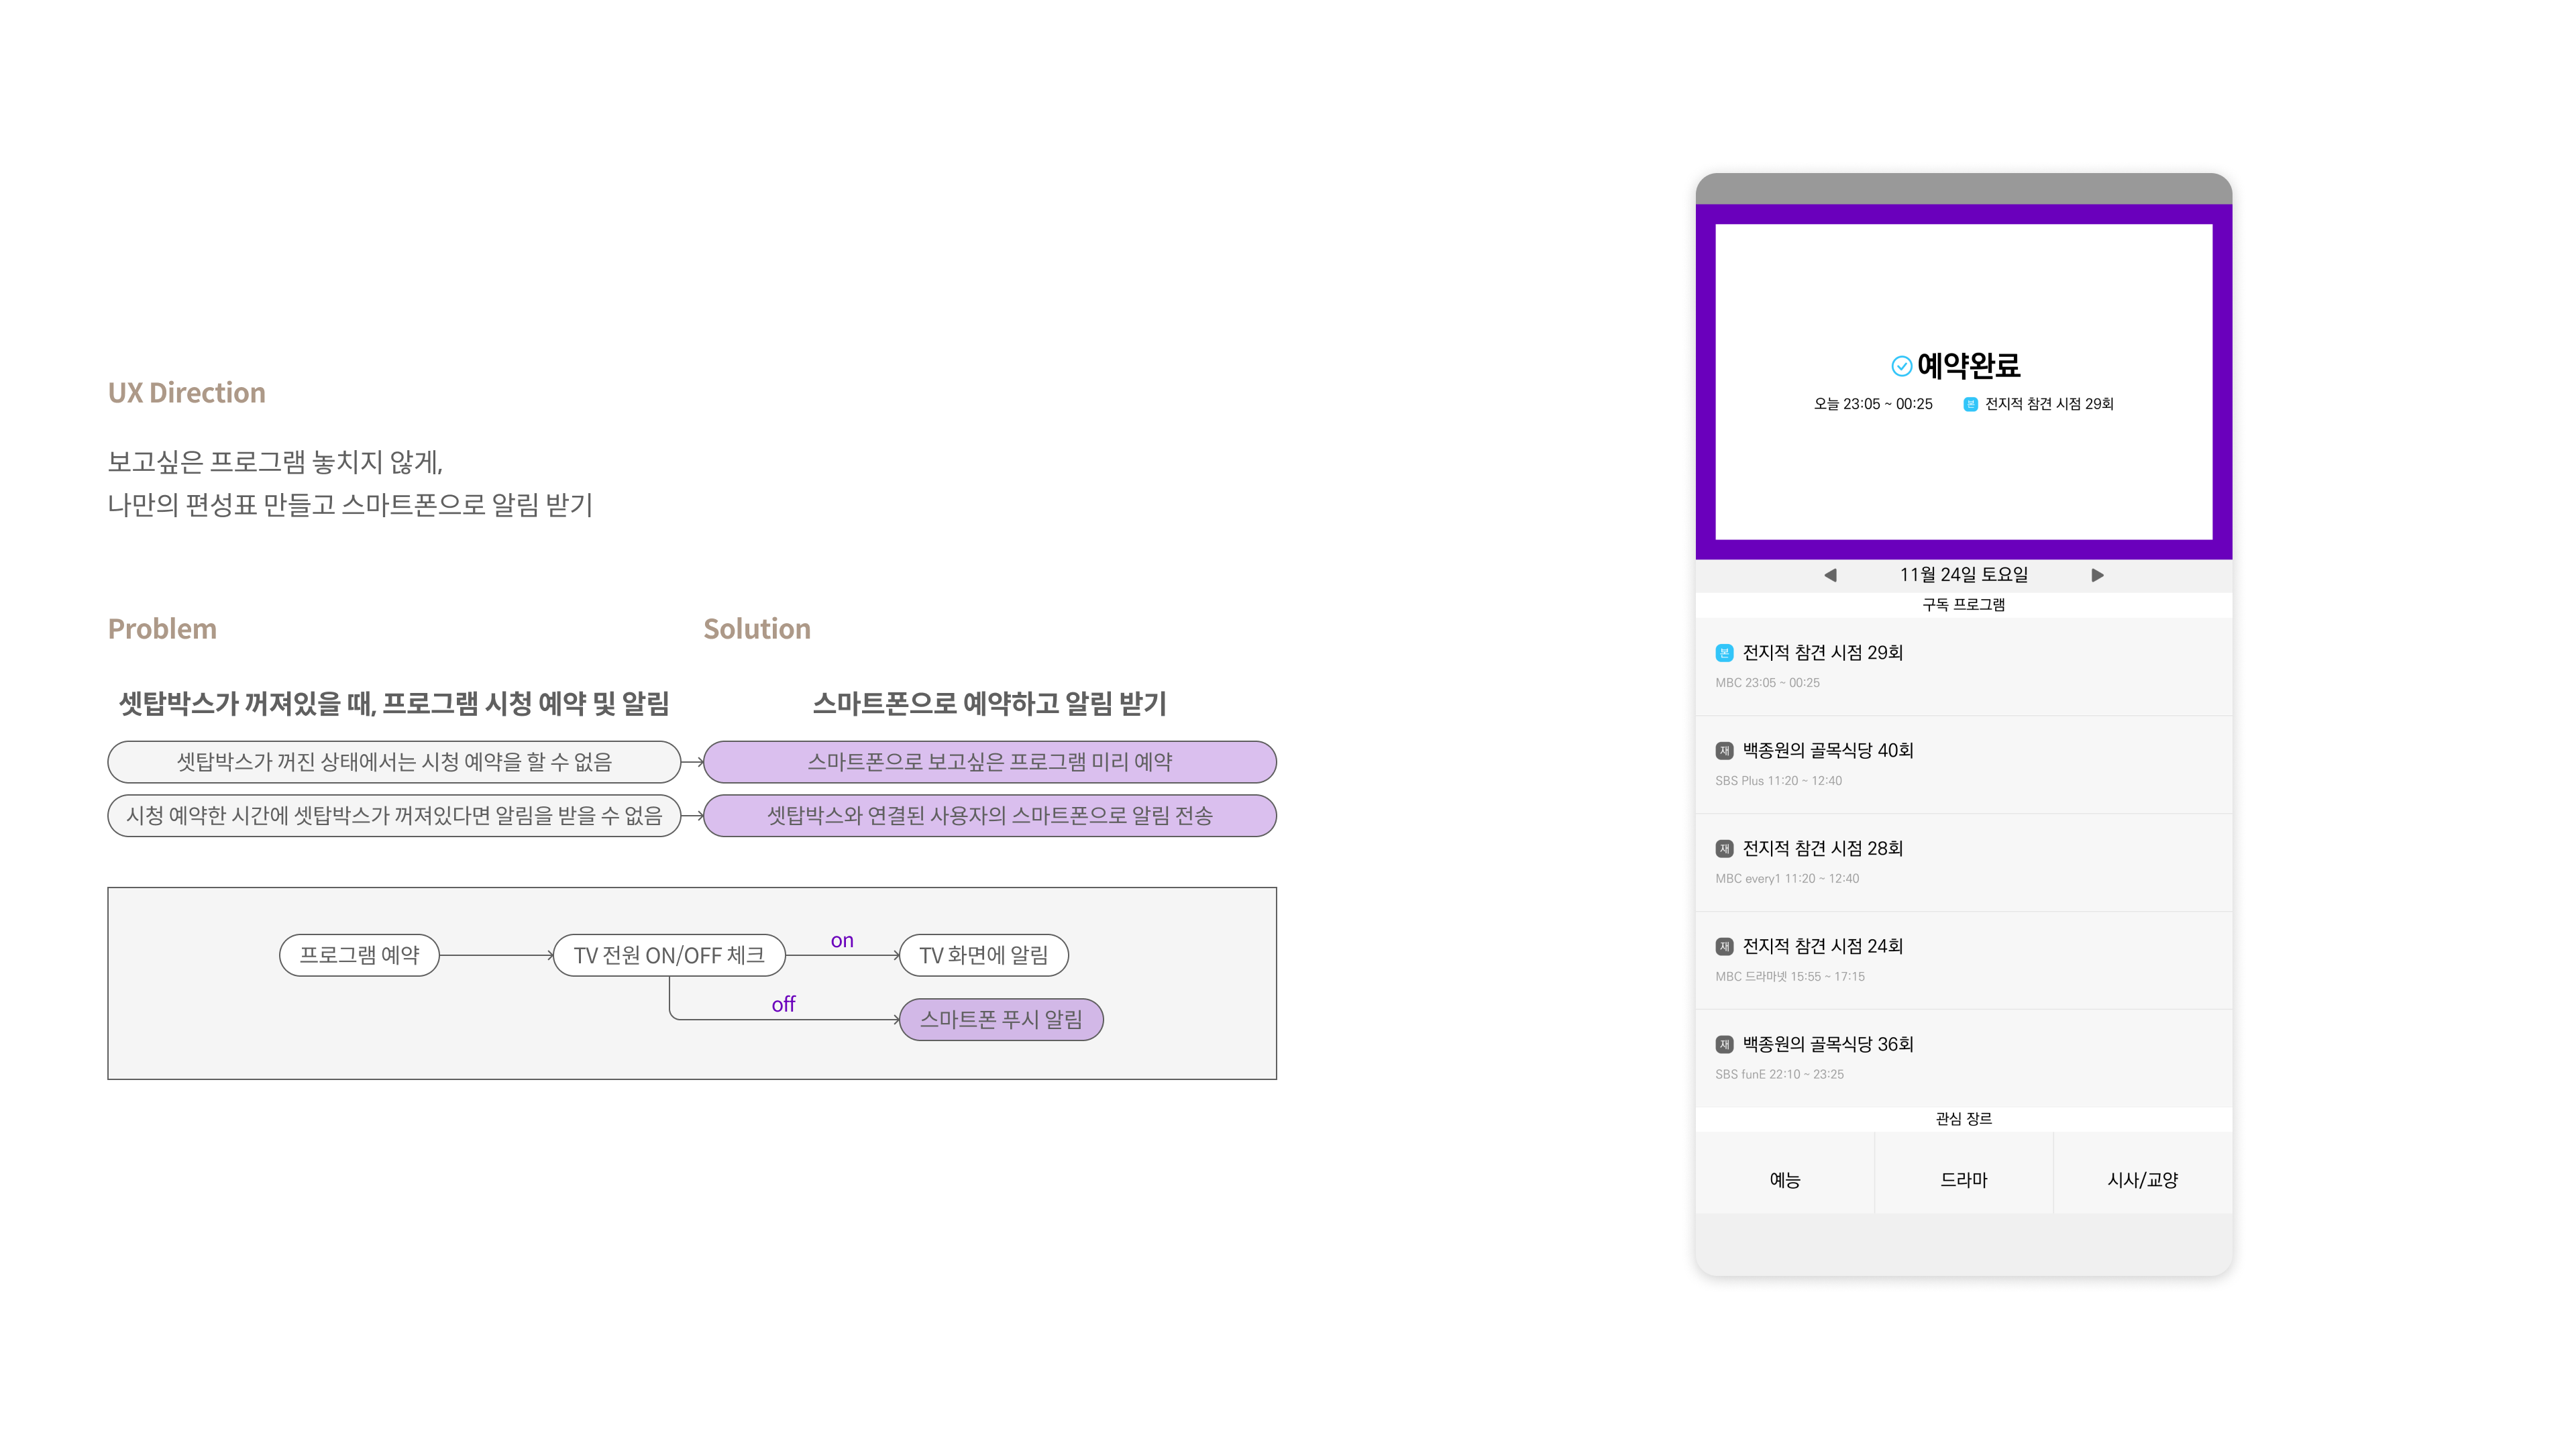 UX Direction
보고싶은 프로그램 놓치지 않게,
나만의 편성표 만들고 스마트폰으로 알림 받기
Problem
셋탑박스가 꺼져있을 때, 프로그램 시청 예약 및 알림
셋탑박스가 꺼진 상태에서는 시청 예약을 할 수 없음
시청 예약한 시간에 셋탑박스가 꺼져있다면 알림을 받을 수 없음
Solution
스마트폰으로 예약하고 알림 받기
스마트폰으로 보고싶은 프로그램 미리 예약
셋탑박스와 연결된 사용자의 스마트폰으로 알림 전송
프로그램 예약
TV 전원 ON/OFF 체크
on
TV 화면에 알림
off
스마트폰 푸시 알림
예약완료
오늘 23:05 ~ 00:25 본 전지적 참견 시점 29회
11월 24일 토요일
구독 프로그램
본 전지적 참견 시점 29회
MBC 23:05 ~ 00:25
재 백종원의 골목식당 40회
SBS Plus 11:20 ~ 12:40
재 전지적 참견 시점 28회
MBC every1 11:20 ~ 12:40
재 전지적 참견 시점 24회
MBC 드라마넷 15:55 ~ 17:15
재 백종원의 골목식당 36회
SBS funE 22:10 ~ 23:25
관심 장르
예능 드라마 시사/교양